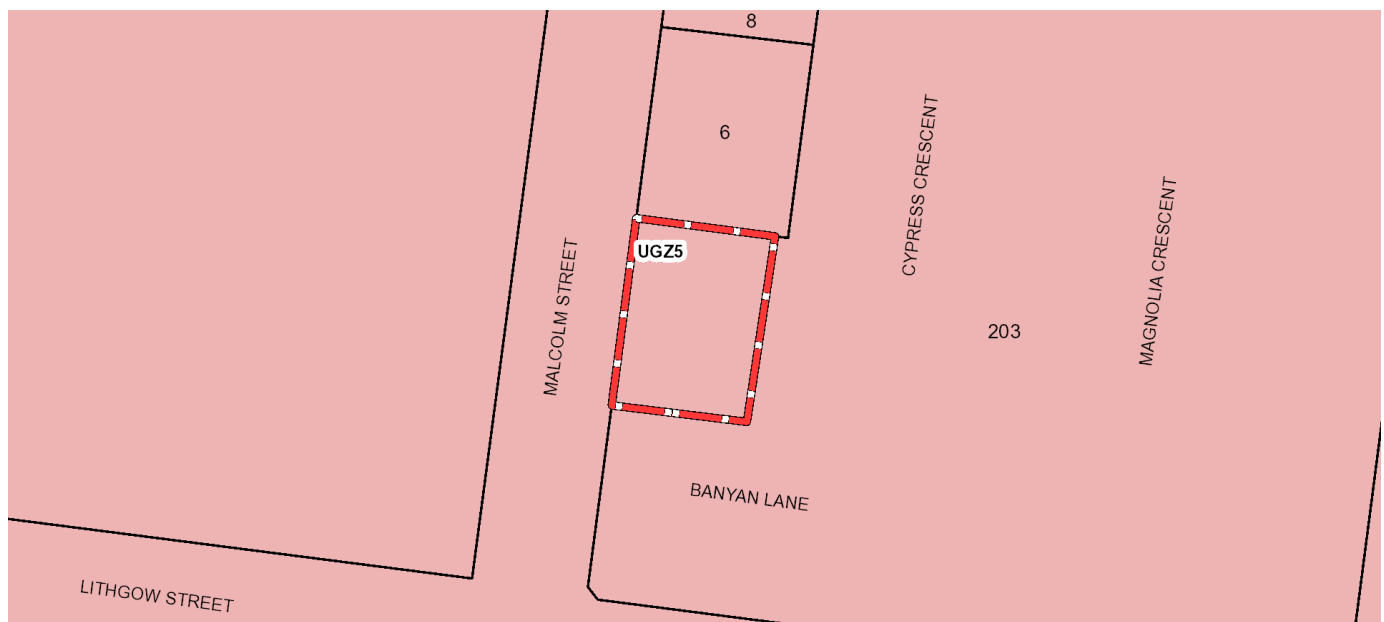 8
6
CYPRESS CRESCENT
MAGNOLIA CRESCENT
UGZ5
MALCOLM STREET
203
BANYAN LANE
LITHGOW STREET